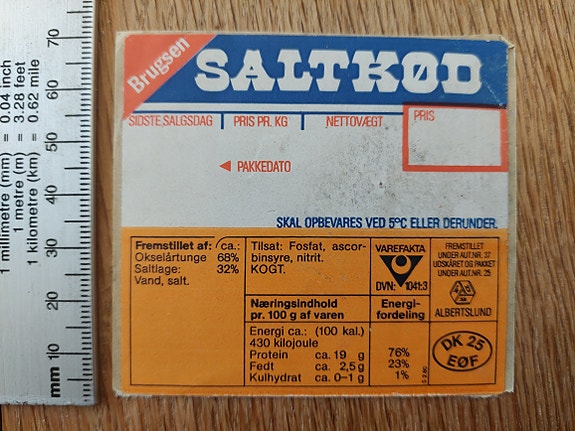 1 millimetre (mm) = 0.04 inch
1 metre (m) = 3.28 feet
1 kilometre (km) = 0.62 mile
mm 10 20 30 40 50 60 70
Brugsen
SALTKØD
SIDSTE SALGSDAG PRIS PR. KG NETTOVÆGT PRIS
◄ PAKKEDATO
SKAL OPBEVARES VED 5°C ELLER DERUNDER.
Fremstillet af: ca.:
Okselårtunge 68%
Saltlage: 32%
Vand, salt.
Tilsat: Fosfat, ascor-
binsyre, nitrit.
KOGT.
VAREFAKTA
DVN: 1041:3
FREMSTILLET
UNDER AUT.NR. 37
UDSKÅRET OG PAKKET
UNDER AUT.NR. 25
ALBERTSLUND
DK 25
EØF
Næringsindhold
pr. 100 g af varen
Energi-
fordeling
Energi ca.: (100 kal.)
430 kilojoule
Protein ca. 19 g 76%
Fedt ca. 2,5 g 23%
Kulhydrat ca. 0-1 g 1%